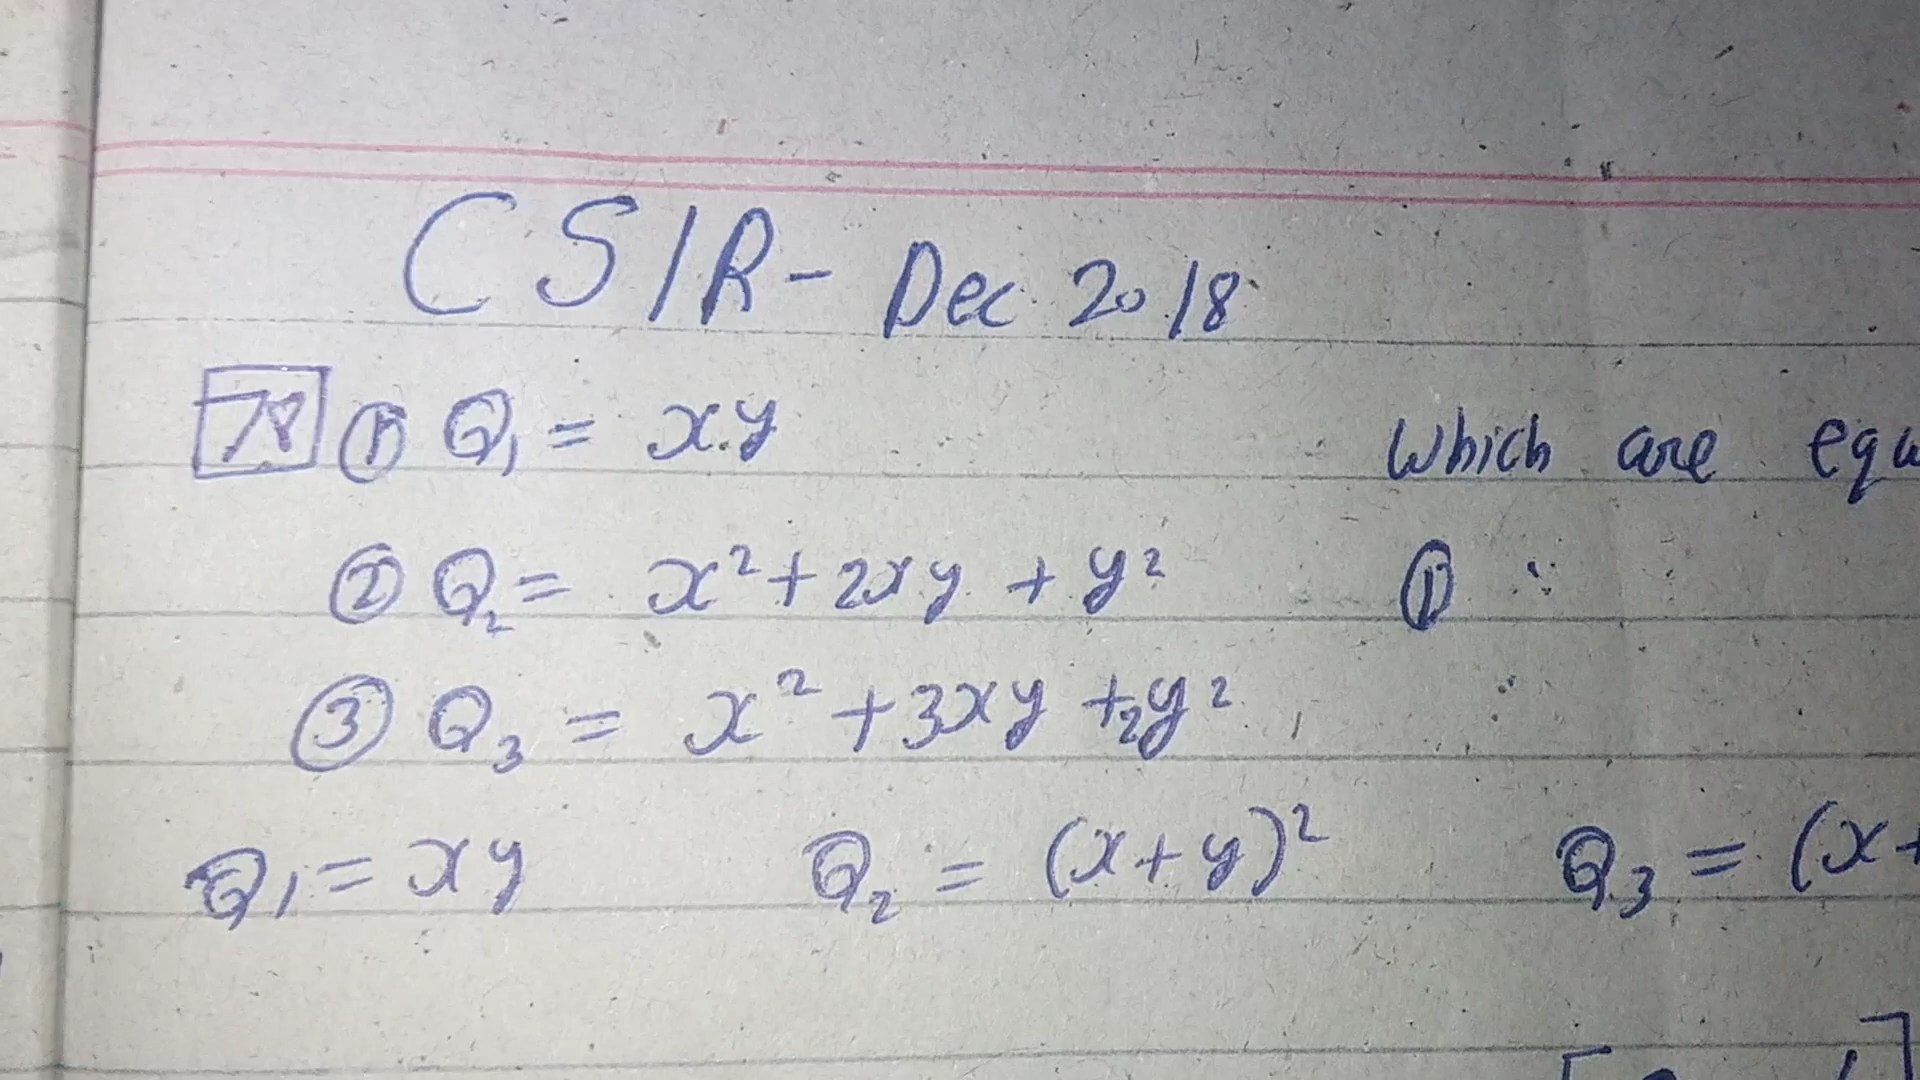 CSIR - Dec 2018
78 ① Q₁ = xy which are equ
② Q₂ = x² + 2xy + y² ①
③ Q₃ = x² + 3xy + 2y²
Q₁ = xy Q₂ = (x+y)² Q₃ = (x+